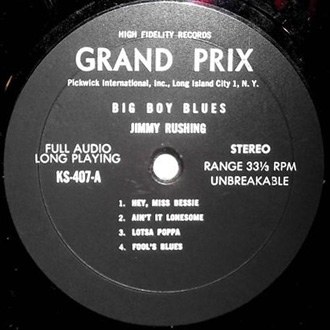 HIGH FIDELITY RECORDS
GRAND PRIX
Pickwick International, Inc., Long Island City 1, N. Y.
BIG BOY BLUES
JIMMY RUSHING
FULL AUDIO
LONG PLAYING
KS-407-A
STEREO
RANGE 33⅓ RPM
UNBREAKABLE
1. HEY, MISS BESSIE
2. AIN'T IT LONESOME
3. LOTSA POPPA
4. FOOL'S BLUES